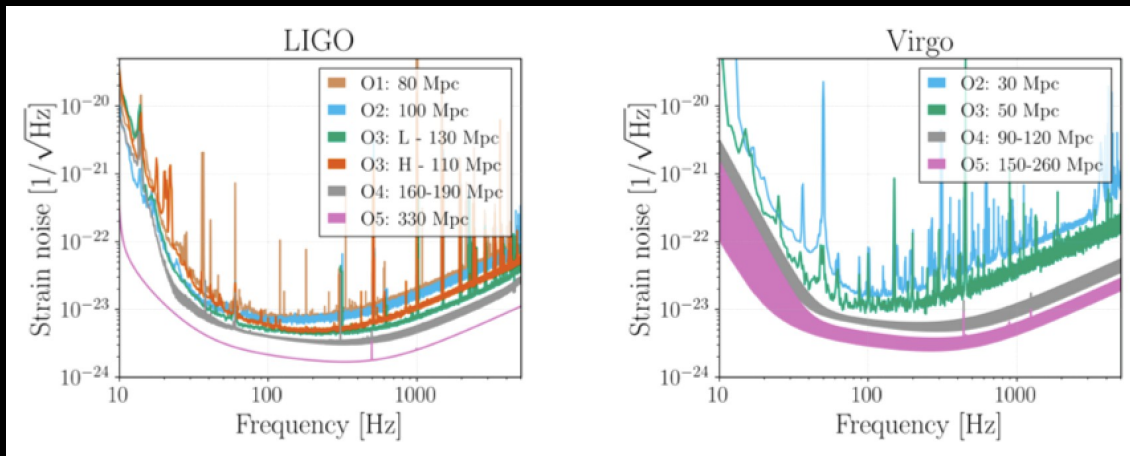 LIGO
O1: 80 Mpc
O2: 100 Mpc
O3: L - 130 Mpc
O3: H - 110 Mpc
O4: 160-190 Mpc
O5: 330 Mpc
Strain noise [1/√Hz]
10⁻²⁰
10⁻²¹
10⁻²²
10⁻²³
10⁻²⁴
10
100
1000
Frequency [Hz]
Virgo
O2: 30 Mpc
O3: 50 Mpc
O4: 90-120 Mpc
O5: 150-260 Mpc
Strain noise [1/√Hz]
10⁻²⁰
10⁻²¹
10⁻²²
10⁻²³
10⁻²⁴
10
100
1000
Frequency [Hz]